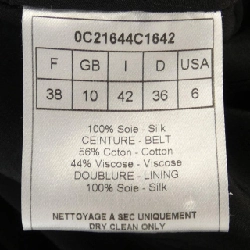 0C21644C1642
F GB I D USA
38 10 42 36 6
100% Soie - Silk
CEINTURE - BELT
56% Coton - Cotton
44% Viscose - Viscose
DOUBLURE - LINING
100% Soie - Silk
NETTOYAGE A SEC UNIQUEMENT
DRY CLEAN ONLY